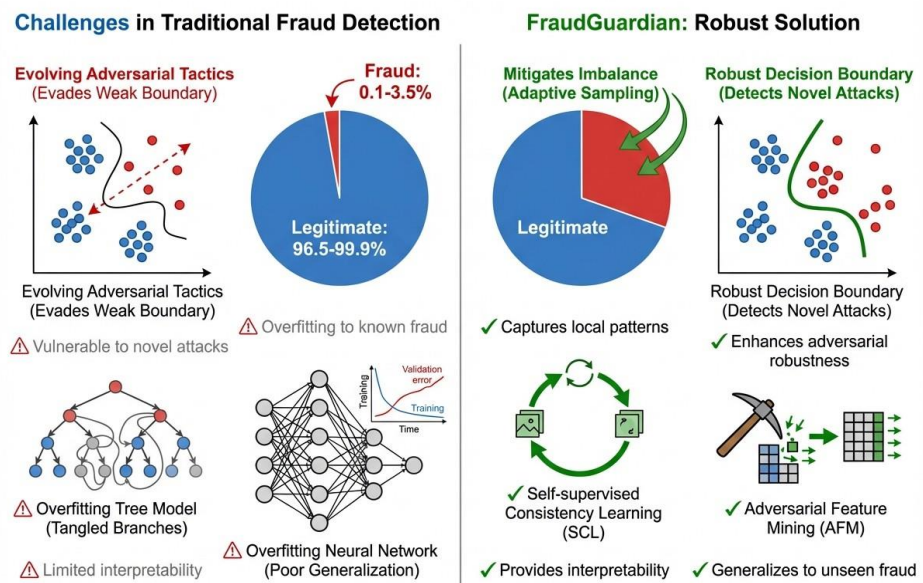 Challenges in Traditional Fraud Detection
Evolving Adversarial Tactics
(Evades Weak Boundary)
Fraud:
0.1-3.5%
Legitimate:
96.5-99.9%
Evolving Adversarial Tactics
(Evades Weak Boundary)
Vulnerable to novel attacks
Overfitting to known fraud
Validation
error
Training
Training
Time
Overfitting Tree Model
(Tangled Branches)
Limited interpretability
Overfitting Neural Network
(Poor Generalization)
FraudGuardian: Robust Solution
Mitigates Imbalance
(Adaptive Sampling)
Legitimate
Robust Decision Boundary
(Detects Novel Attacks)
Robust Decision Boundary
(Detects Novel Attacks)
Captures local patterns
Enhances adversarial
robustness
Self-supervised
Consistency Learning
(SCL)
Adversarial Feature
Mining (AFM)
Provides interpretability
Generalizes to unseen fraud